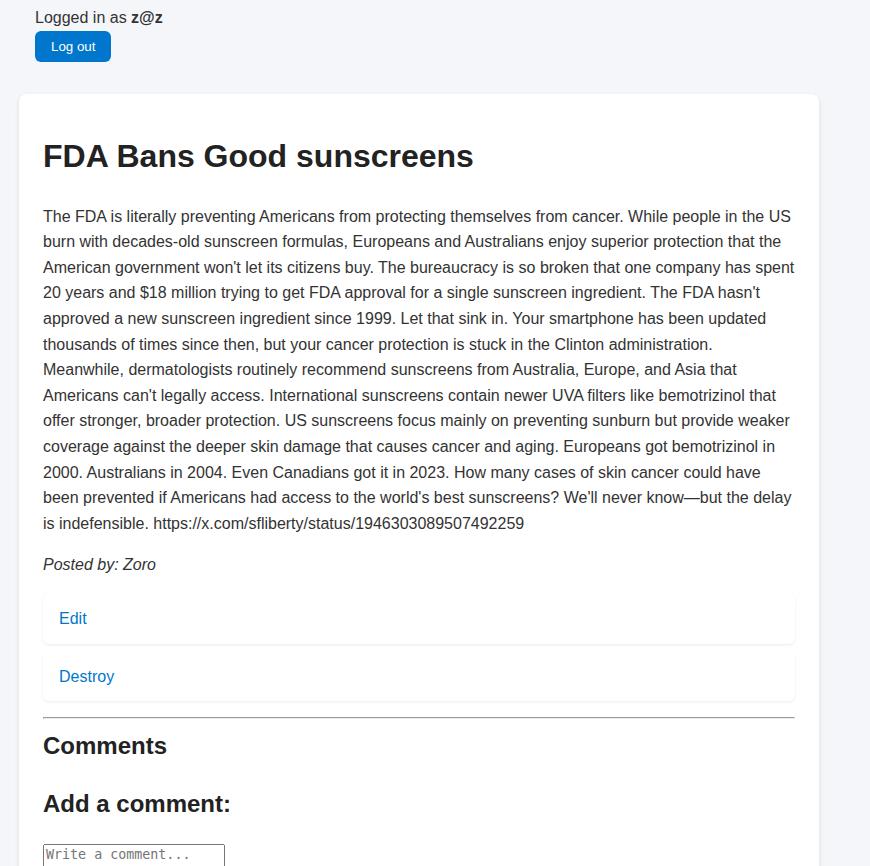 Logged in as z@z
Log out
FDA Bans Good sunscreens
The FDA is literally preventing Americans from protecting themselves from cancer. While people in the US
burn with decades-old sunscreen formulas, Europeans and Australians enjoy superior protection that the
American government won't let its citizens buy. The bureaucracy is so broken that one company has spent
20 years and $18 million trying to get FDA approval for a single sunscreen ingredient. The FDA hasn't
approved a new sunscreen ingredient since 1999. Let that sink in. Your smartphone has been updated
thousands of times since then, but your cancer protection is stuck in the Clinton administration.
Meanwhile, dermatologists routinely recommend sunscreens from Australia, Europe, and Asia that
Americans can't legally access. International sunscreens contain newer UVA filters like bemotrizinol that
offer stronger, broader protection. US sunscreens focus mainly on preventing sunburn but provide weaker
coverage against the deeper skin damage that causes cancer and aging. Europeans got bemotrizinol in
2000. Australians in 2004. Even Canadians got it in 2023. How many cases of skin cancer could have
been prevented if Americans had access to the world's best sunscreens? We'll never know—but the delay
is indefensible. https://x.com/sfliberty/status/1946303089507492259
Posted by: Zoro
Edit
Destroy
Comments
Add a comment:
Write a comment...